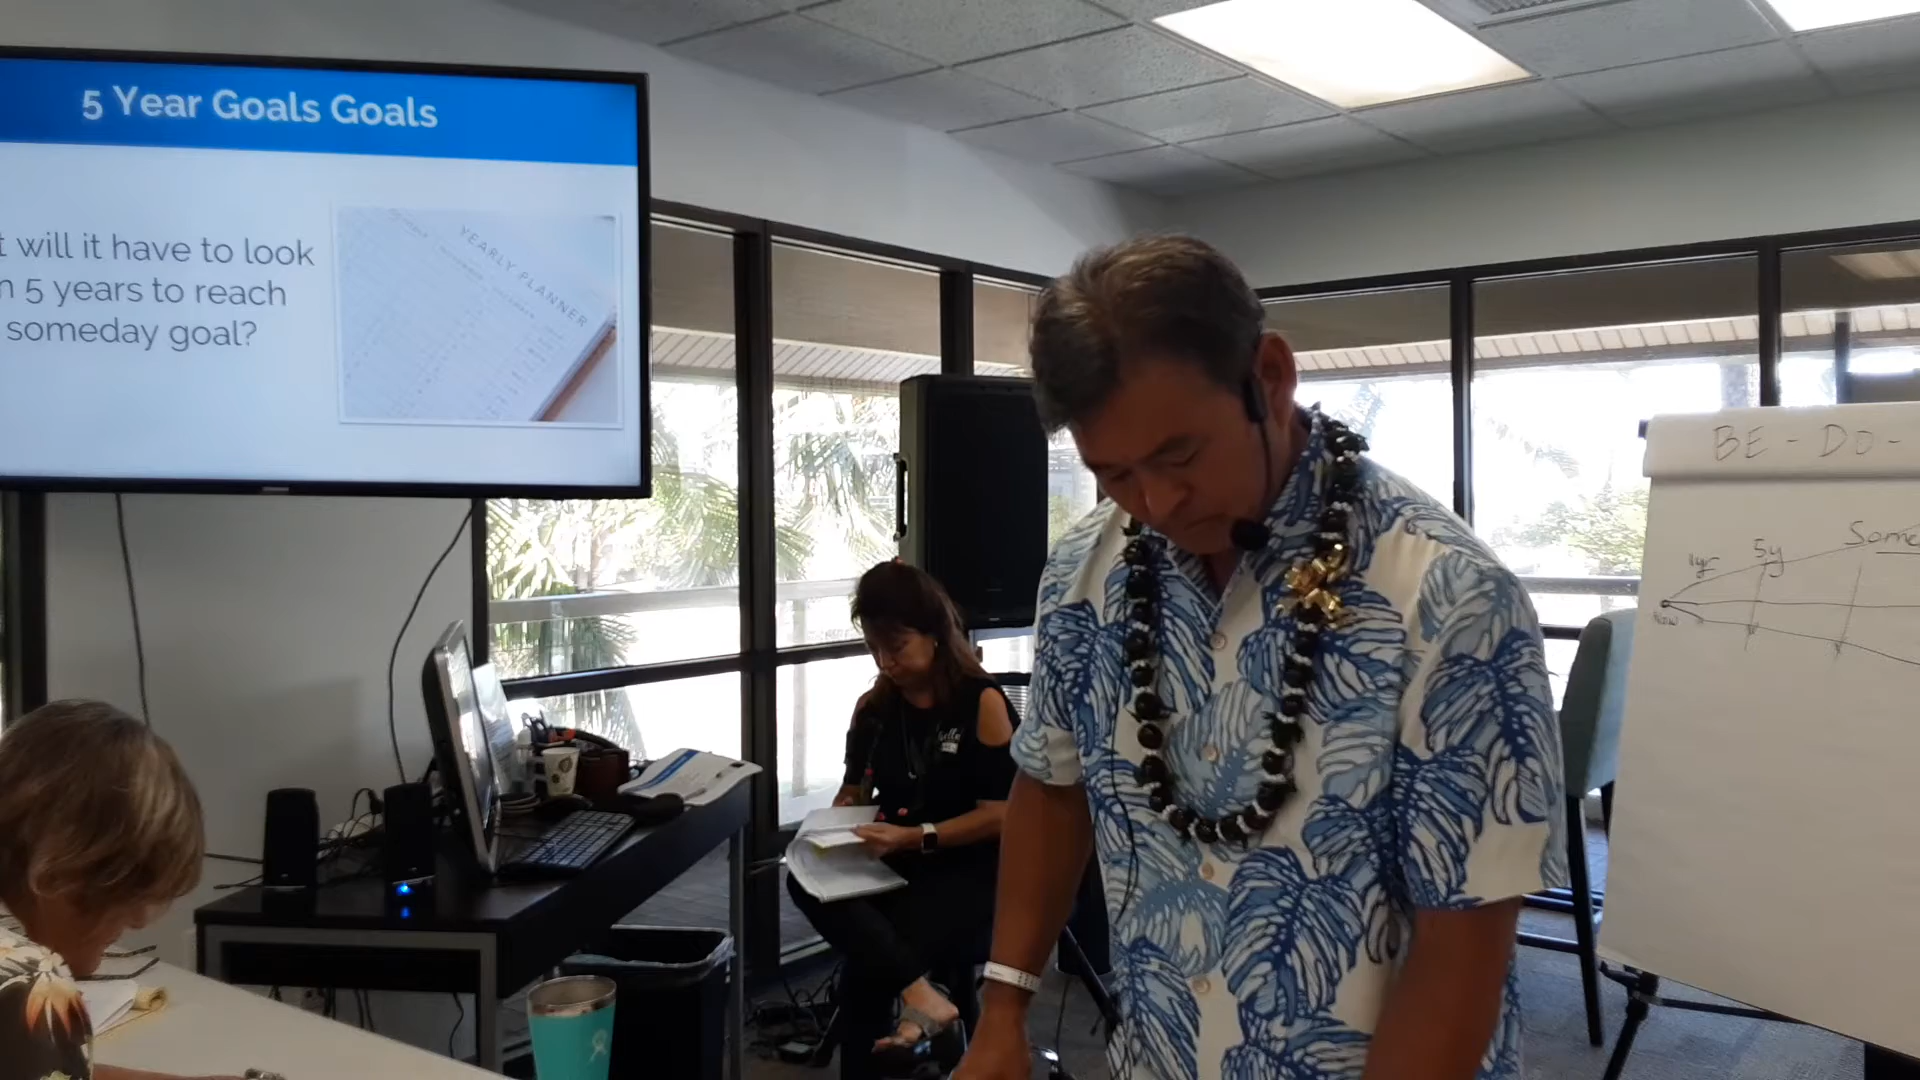 5 Year Goals Goals
will it have to look
5 years to reach
someday goal?
YEARLY PLANNER
BE - DO -
1yr 5y Some
Now